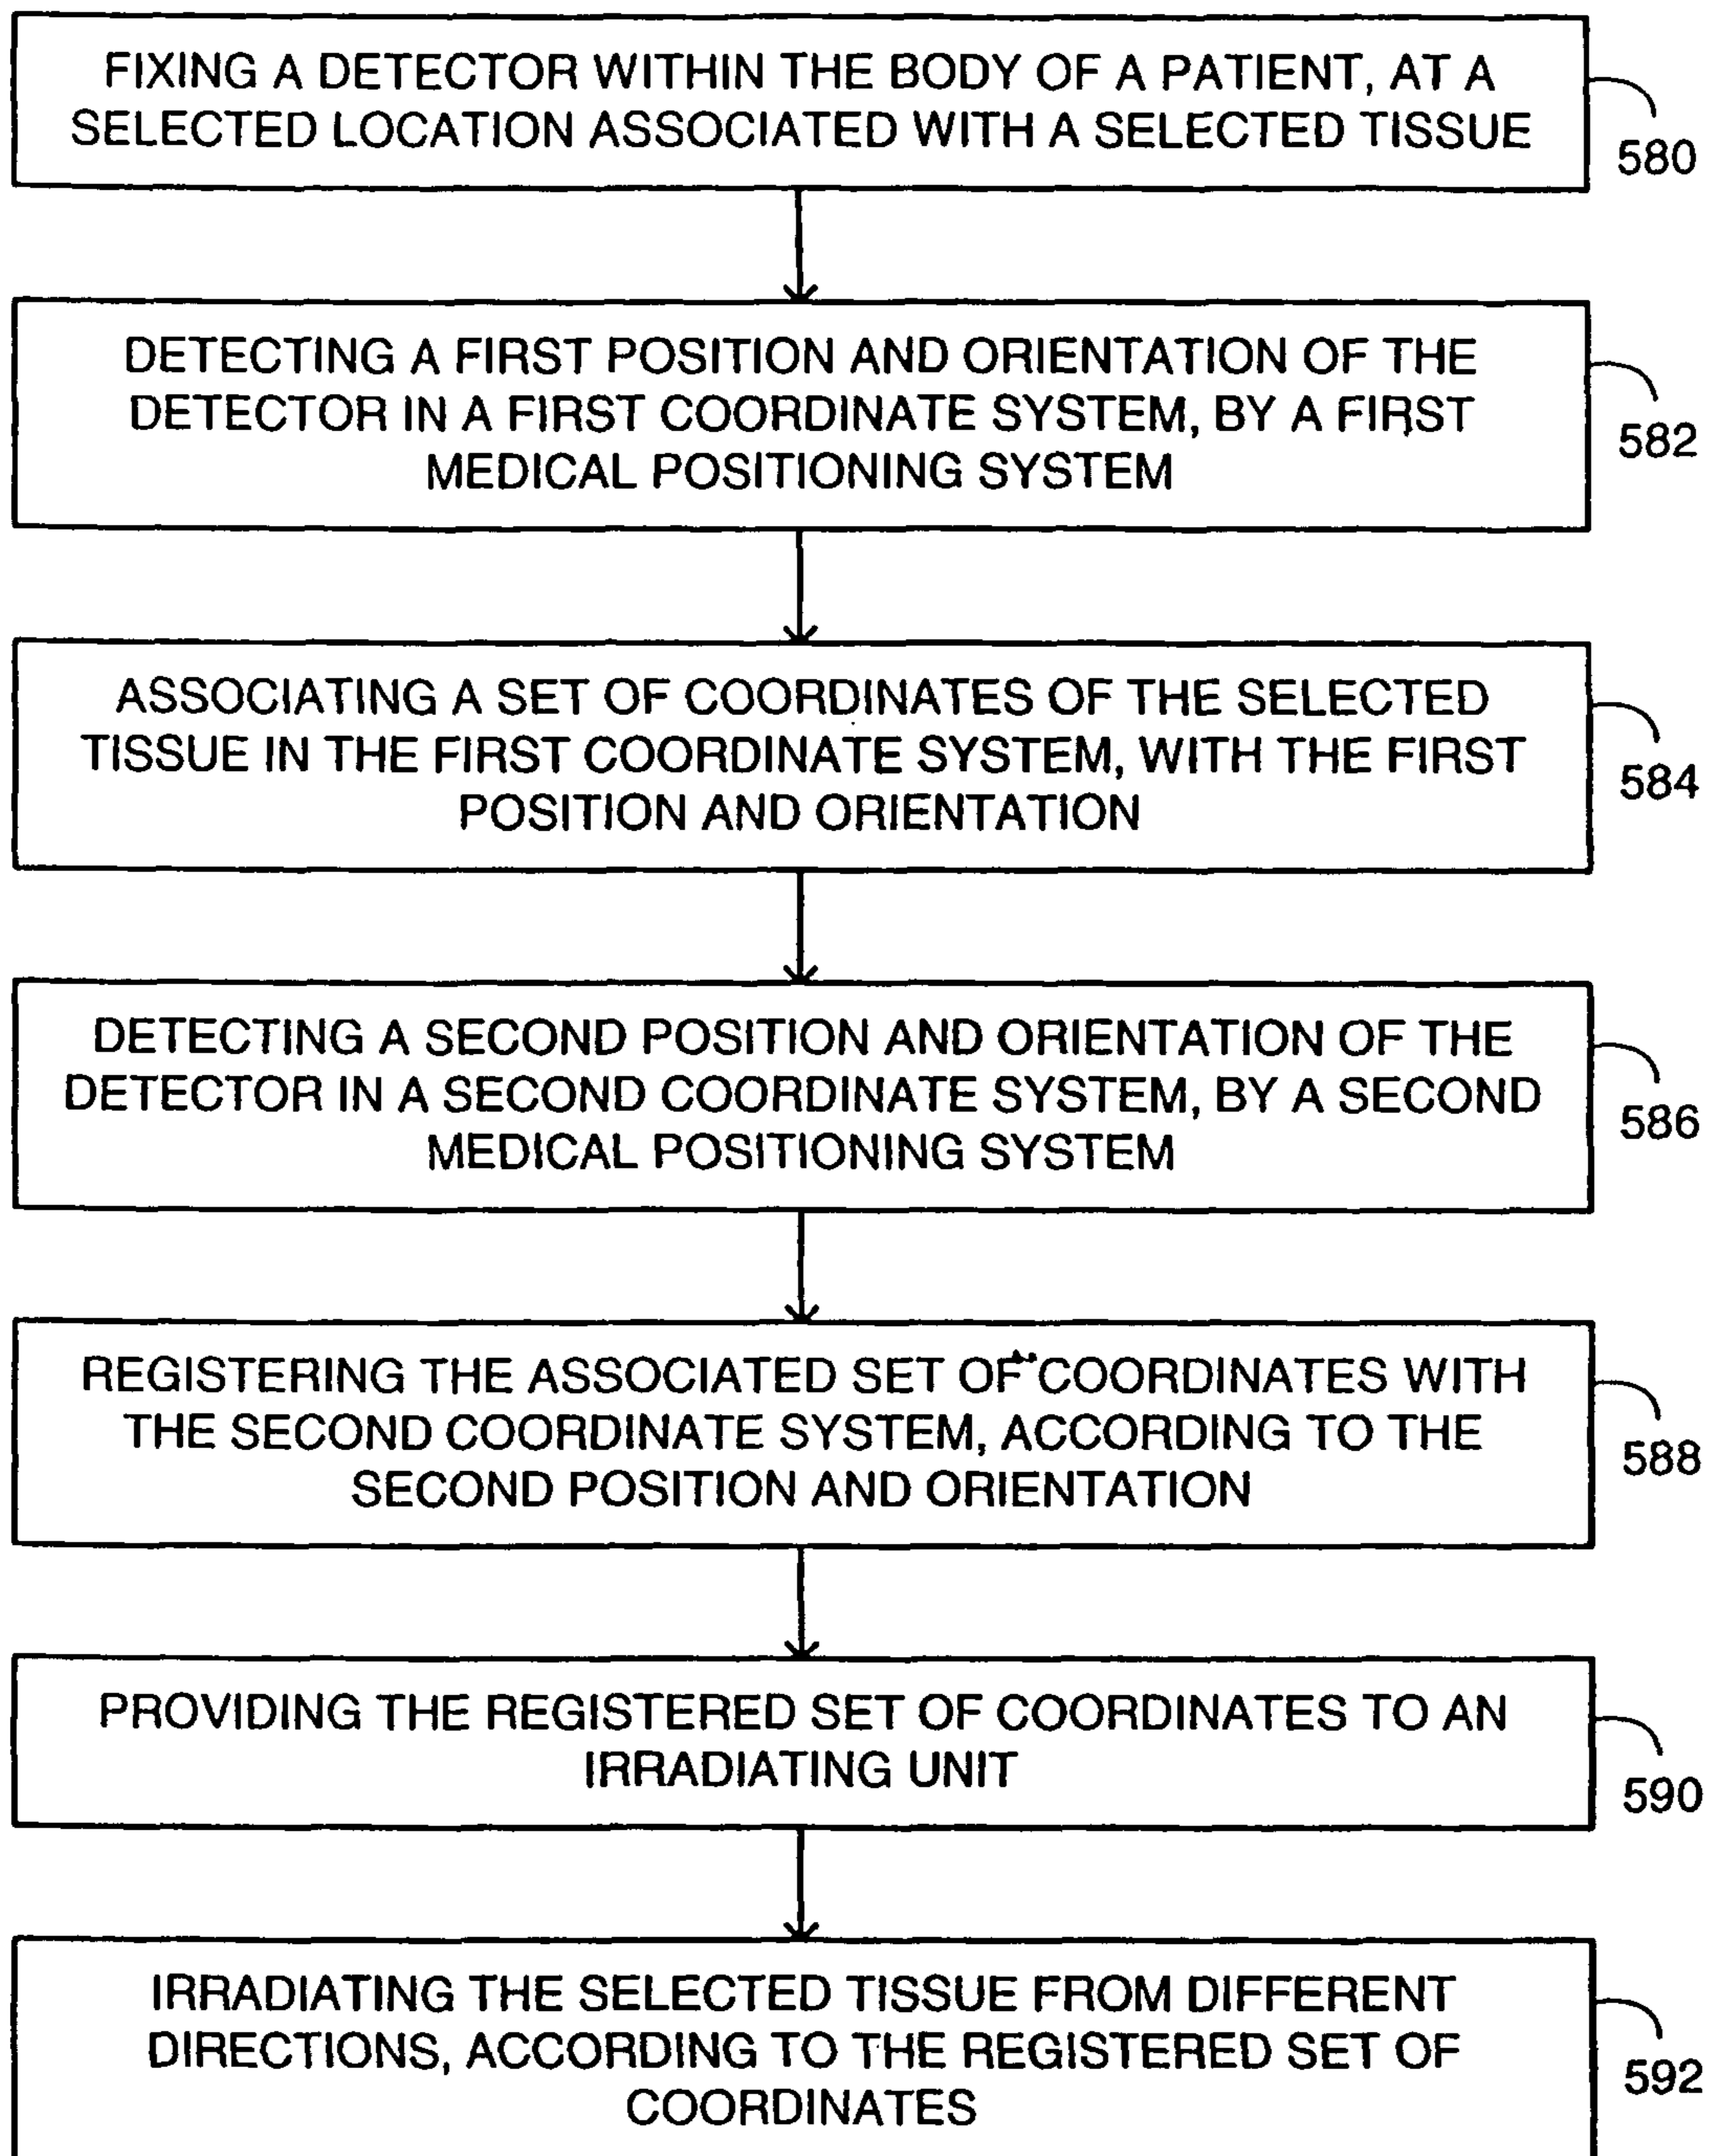 FIXING A DETECTOR WITHIN THE BODY OF A PATIENT, AT A
SELECTED LOCATION ASSOCIATED WITH A SELECTED TISSUE
580
DETECTING A FIRST POSITION AND ORIENTATION OF THE
DETECTOR IN A FIRST COORDINATE SYSTEM, BY A FIRST
MEDICAL POSITIONING SYSTEM
582
ASSOCIATING A SET OF COORDINATES OF THE SELECTED
TISSUE IN THE FIRST COORDINATE SYSTEM, WITH THE FIRST
POSITION AND ORIENTATION
584
DETECTING A SECOND POSITION AND ORIENTATION OF THE
DETECTOR IN A SECOND COORDINATE SYSTEM, BY A SECOND
MEDICAL POSITIONING SYSTEM
586
REGISTERING THE ASSOCIATED SET OF COORDINATES WITH
THE SECOND COORDINATE SYSTEM, ACCORDING TO THE
SECOND POSITION AND ORIENTATION
588
PROVIDING THE REGISTERED SET OF COORDINATES TO AN
IRRADIATING UNIT
590
IRRADIATING THE SELECTED TISSUE FROM DIFFERENT
DIRECTIONS, ACCORDING TO THE REGISTERED SET OF
COORDINATES
592